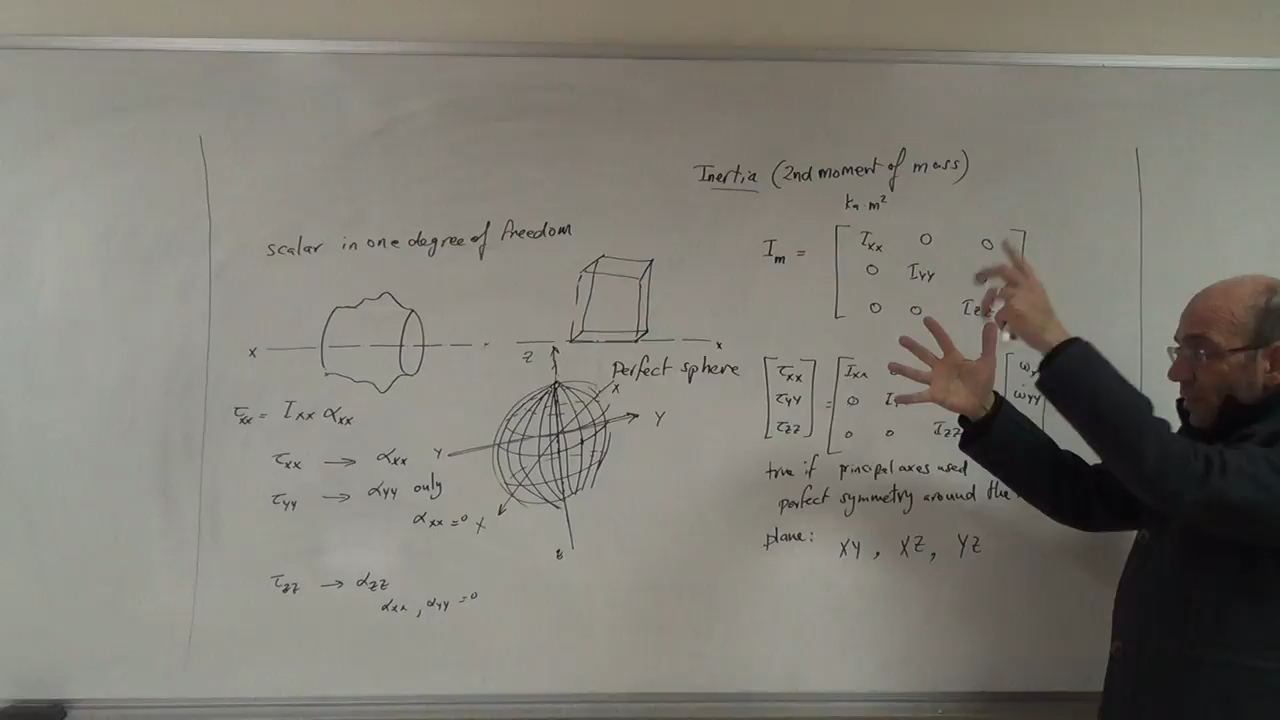 scalar in one degree of freedom
x
x
τxx = Ixx αxx
τxx → αxx
τyy → αyy only
αxx = 0
τzz → αzz
αxx , αyy = 0
Perfect sphere
Z
X
Y
Y
X
z
Inertia (2nd moment of mass)
kg·m²
Im = [ Ixx 0 0
0 Iyy
0 0 Izz
[ τxx
τyy
τzz ] = [ Ixx
0
0 0 Izz
ω̇yy
true if principal axes used
perfect symmetry around the
plane: XY , XZ , YZ